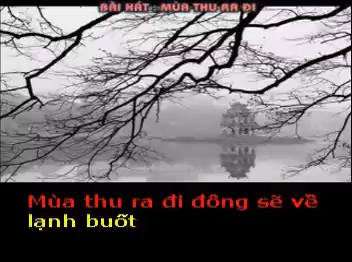 BÀI HÁT : MÙA THU RA ĐI
Mùa thu ra đi đông sẽ về
lạnh buốt